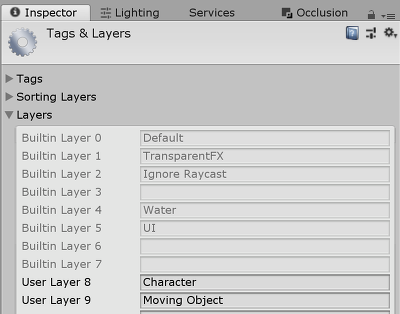 Inspector Lighting Services Occlusion
Tags & Layers
Tags
Sorting Layers
Layers
Builtin Layer 0 Default
Builtin Layer 1 TransparentFX
Builtin Layer 2 Ignore Raycast
Builtin Layer 3
Builtin Layer 4 Water
Builtin Layer 5 UI
Builtin Layer 6
Builtin Layer 7
User Layer 8 Character
User Layer 9 Moving Object